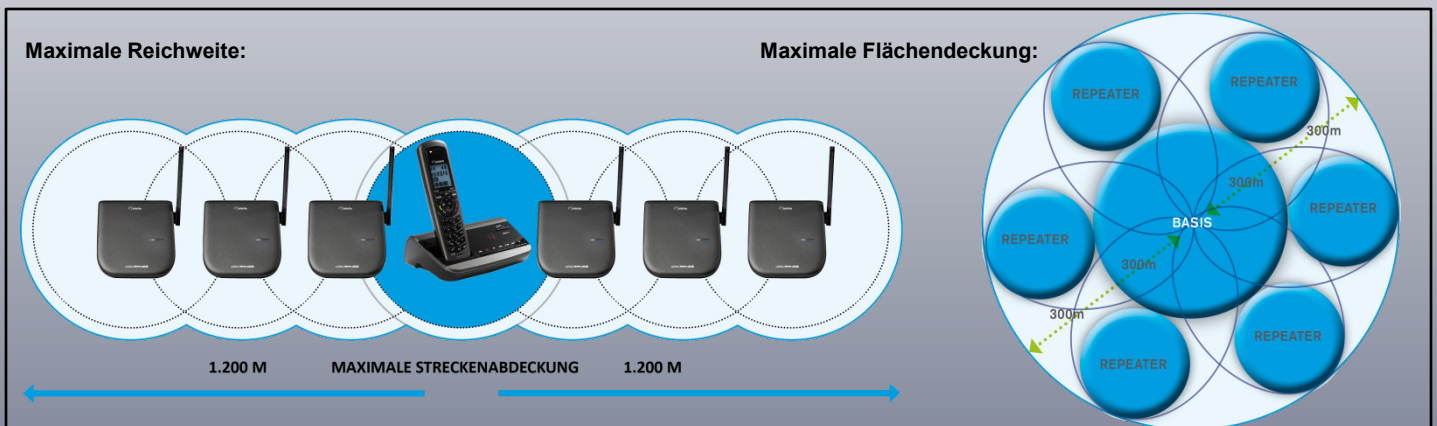 Maximale Reichweite:
1.200 M
MAXIMALE STRECKENABDECKUNG
1.200 M
Maximale Flächendeckung:
REPEATER
REPEATER
300m
300m
REPEATER
BASIS
REPEATER
300m
300m
REPEATER
REPEATER